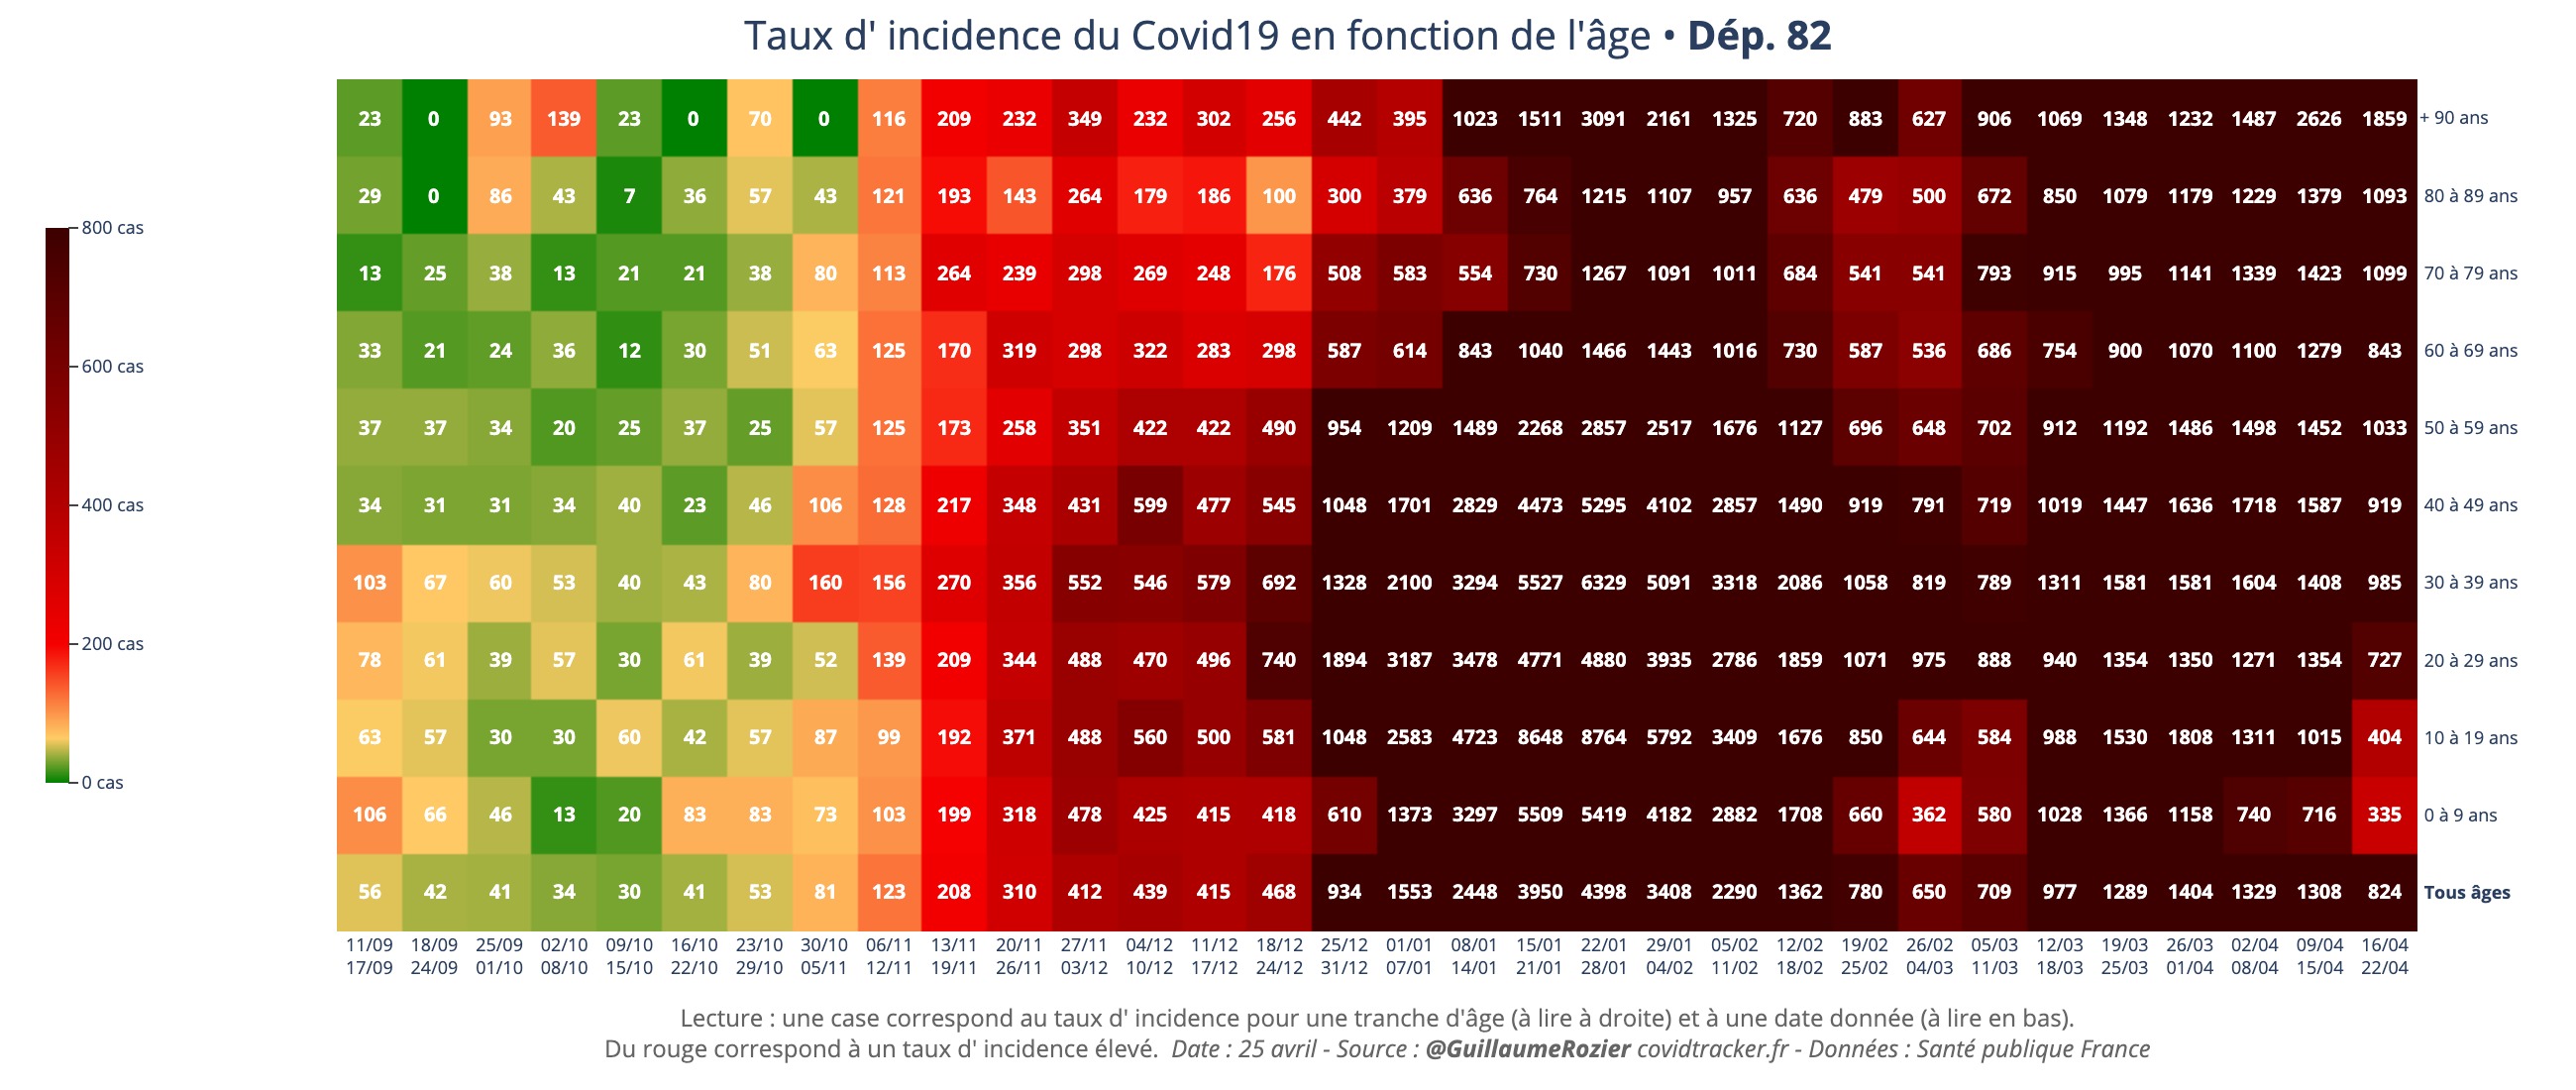 Taux d' incidence du Covid19 en fonction de l'âge • Dép. 82
800 cas
600 cas
400 cas
200 cas
0 cas
23 0 93 139 23 0 70 0 116 209 232 349 232 302 256 442 395 1023 1511 3091 2161 1325 720 883 627 906 1069 1348 1232 1487 2626 1859 + 90 ans
29 0 86 43 7 36 57 43 121 193 143 264 179 186 100 300 379 636 764 1215 1107 957 636 479 500 672 850 1079 1179 1229 1379 1093 80 à 89 ans
13 25 38 13 21 21 38 80 113 264 239 298 269 248 176 508 583 554 730 1267 1091 1011 684 541 541 793 915 995 1141 1339 1423 1099 70 à 79 ans
33 21 24 36 12 30 51 63 125 170 319 298 322 283 298 587 614 843 1040 1466 1443 1016 730 587 536 686 754 900 1070 1100 1279 843 60 à 69 ans
37 37 34 20 25 37 25 57 125 173 258 351 422 422 490 954 1209 1489 2268 2857 2517 1676 1127 696 648 702 912 1192 1486 1498 1452 1033 50 à 59 ans
34 31 31 34 40 23 46 106 128 217 348 431 599 477 545 1048 1701 2829 4473 5295 4102 2857 1490 919 791 719 1019 1447 1636 1718 1587 919 40 à 49 ans
103 67 60 53 40 43 80 160 156 270 356 552 546 579 692 1328 2100 3294 5527 6329 5091 3318 2086 1058 819 789 1311 1581 1581 1604 1408 985 30 à 39 ans
78 61 39 57 30 61 39 52 139 209 344 488 470 496 740 1894 3187 3478 4771 4880 3935 2786 1859 1071 975 888 940 1354 1350 1271 1354 727 20 à 29 ans
63 57 30 30 60 42 57 87 99 192 371 488 560 500 581 1048 2583 4723 8648 8764 5792 3409 1676 850 644 584 988 1530 1808 1311 1015 404 10 à 19 ans
106 66 46 13 20 83 83 73 103 199 318 478 425 415 418 610 1373 3297 5509 5419 4182 2882 1708 660 362 580 1028 1366 1158 740 716 335 0 à 9 ans
56 42 41 34 30 41 53 81 123 208 310 412 439 415 468 934 1553 2448 3950 4398 3408 2290 1362 780 650 709 977 1289 1404 1329 1308 824 Tous âges
11/09 18/09 25/09 02/10 09/10 16/10 23/10 30/10 06/11 13/11 20/11 27/11 04/12 11/12 18/12 25/12 01/01 08/01 15/01 22/01 29/01 05/02 12/02 19/02 26/02 05/03 12/03 19/03 26/03 02/04 09/04 16/04
17/09 24/09 01/10 08/10 15/10 22/10 29/10 05/11 12/11 19/11 26/11 03/12 10/12 17/12 24/12 31/12 07/01 14/01 21/01 28/01 04/02 11/02 18/02 25/02 04/03 11/03 18/03 25/03 01/04 08/04 15/04 22/04
Lecture : une case correspond au taux d' incidence pour une tranche d'âge (à lire à droite) et à une date donnée (à lire en bas).
Du rouge correspond à un taux d' incidence élevé. Date : 25 avril - Source : @GuillaumeRozier covidtracker.fr - Données : Santé publique France